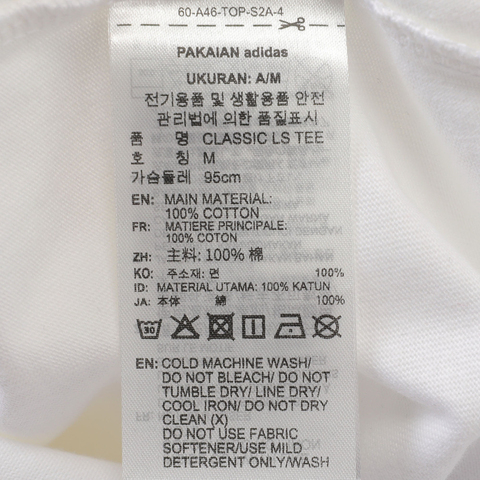 60-A46-TOP-S2A-4
PAKAIAN adidas
UKURAN: A/M
전기용품 및 생활용품 안전
관리법에 의한 품질표시
품 명 CLASSIC LS TEE
호 칭 M
가슴둘레 95cm
EN: MAIN MATERIAL:
100% COTTON
FR: MATIERE PRINCIPALE:
100% COTON
ZH: 主料: 100% 棉
KO: 주소재: 면 100%
ID: MATERIAL UTAMA: 100% KATUN
JA: 本体 綿 100%
30
EN: COLD MACHINE WASH/
DO NOT BLEACH/ DO NOT
TUMBLE DRY/ LINE DRY/
COOL IRON/ DO NOT DRY
CLEAN (X)
DO NOT USE FABRIC
SOFTENER/USE MILD
DETERGENT ONLY/WASH